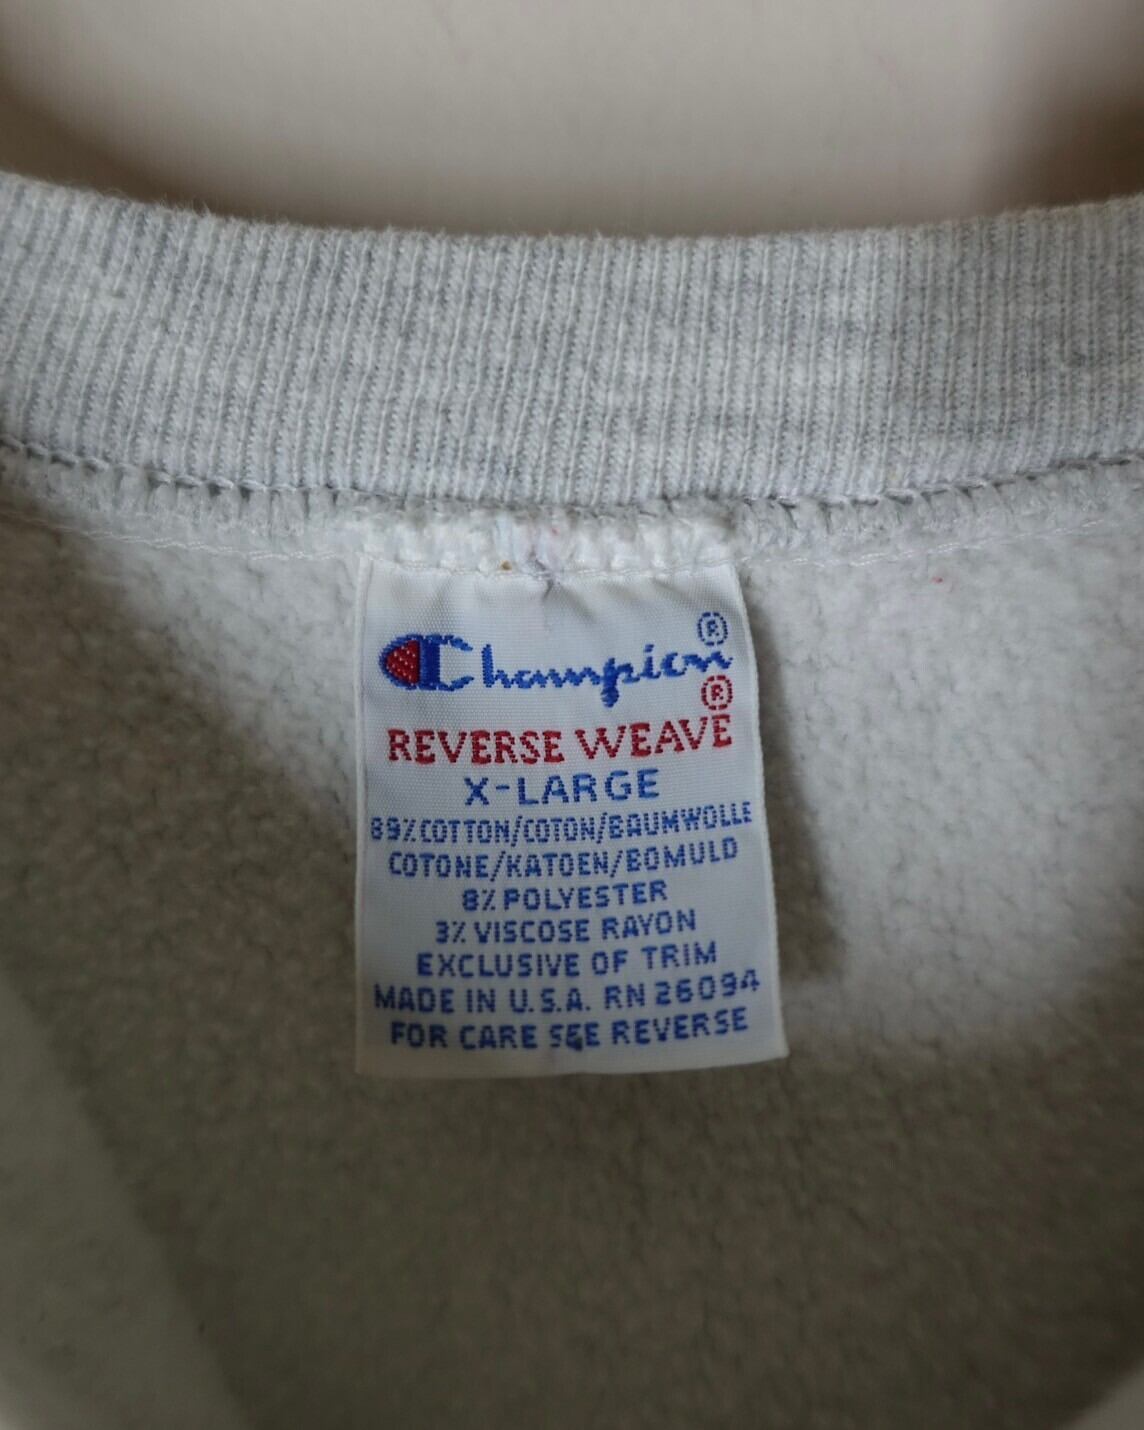 Champion®
REVERSE WEAVE®
X-LARGE
89% COTTON/COTON/BAUMWOLLE
COTONE/KATOEN/BOMULD
8% POLYESTER
3% VISCOSE RAYON
EXCLUSIVE OF TRIM
MADE IN U.S.A. RN 26094
FOR CARE SEE REVERSE